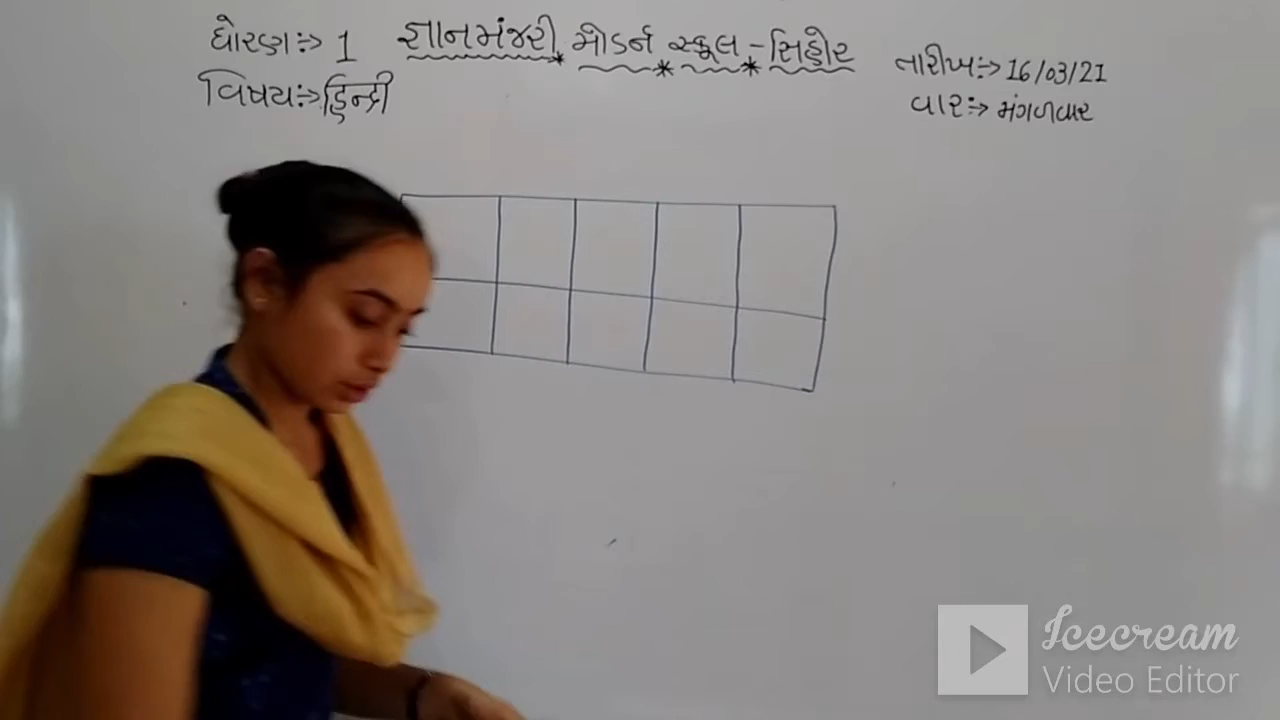 ધોરણ:-> 1
જ્ઞાનમંજરી મોડર્ન સ્કૂલ - સિહોર
તારીખ:-> 16/03/21
વિષય:-> હિન્દી
વાર:-> મંગળવાર
Icecream
Video Editor